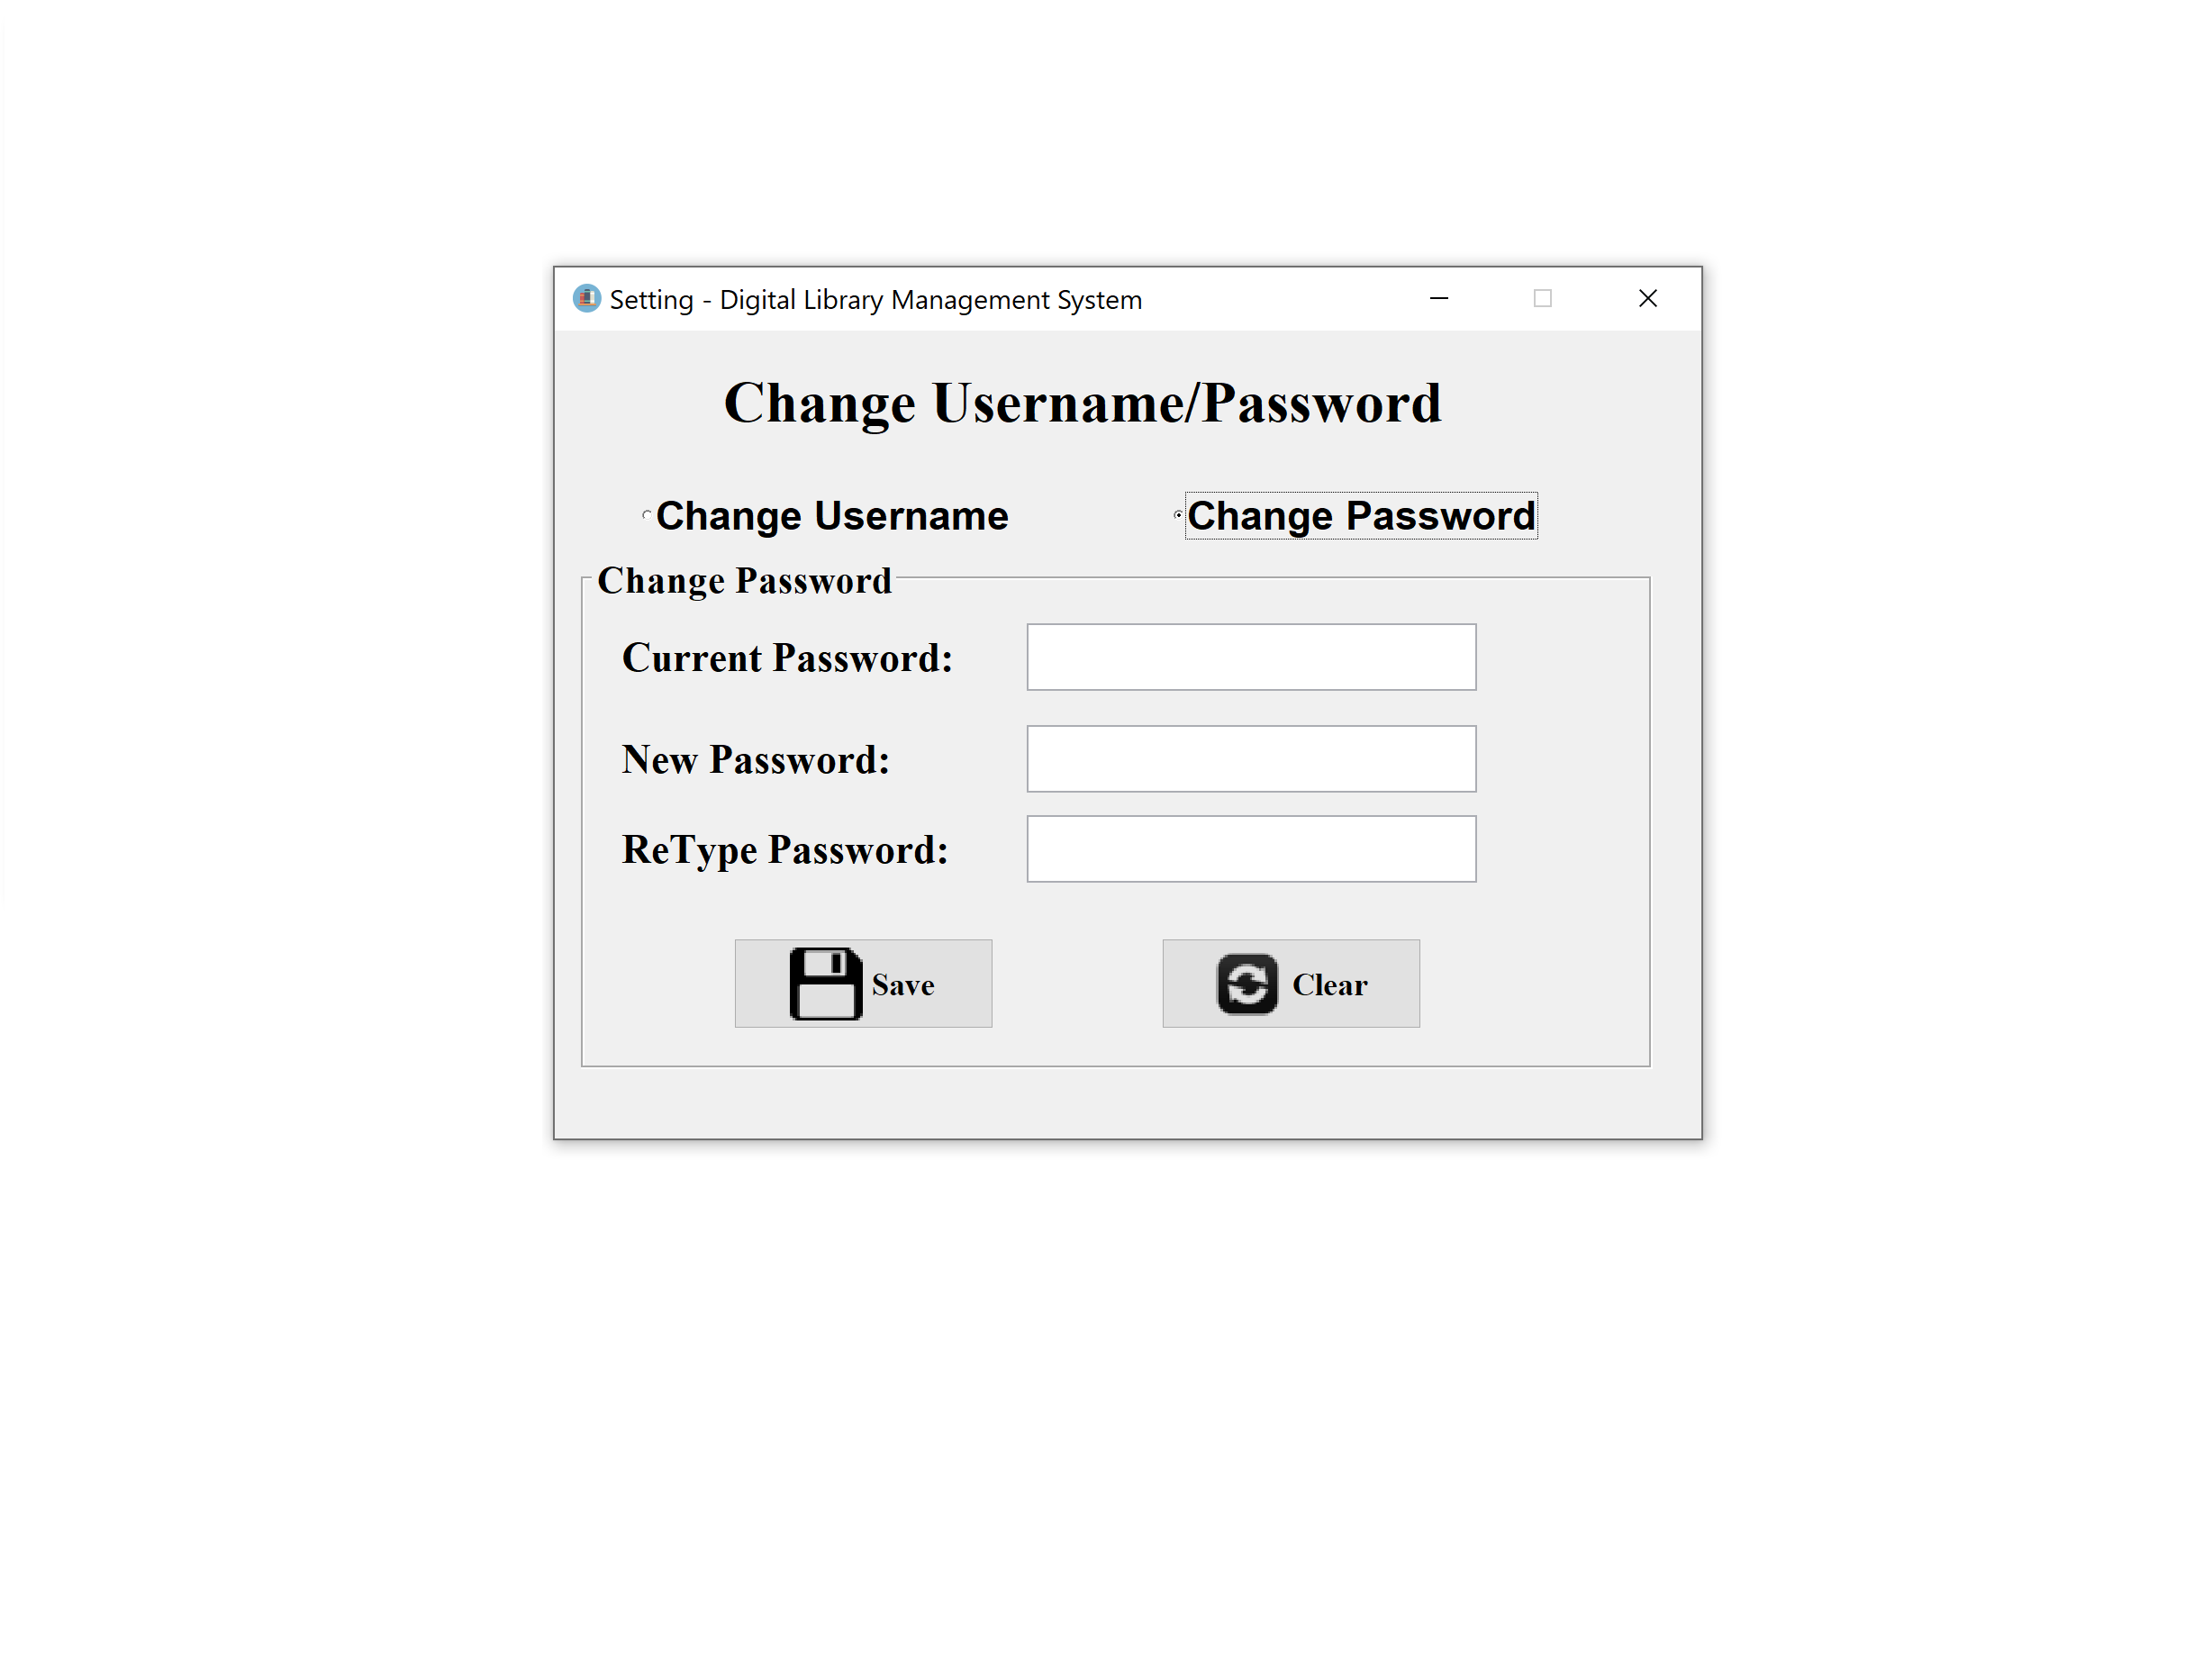 Setting - Digital Library Management System
Change Username/Password
Change Username Change Password
Change Password
Current Password:
New Password:
ReType Password:
Save Clear